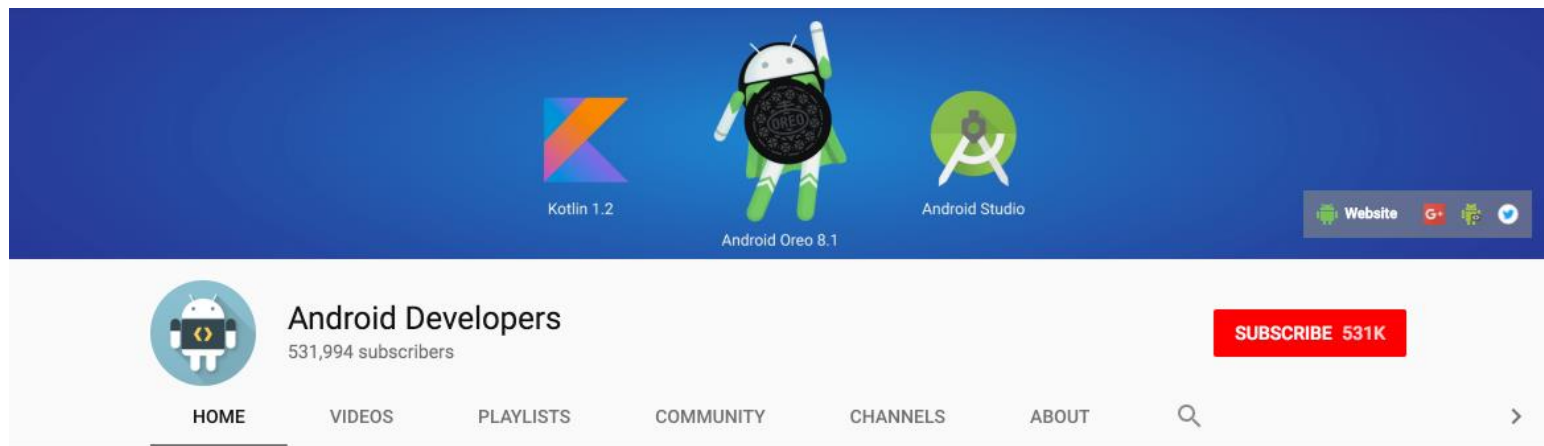 OREO
Kotlin 1.2
Android Studio
Android Oreo 8.1
Website G+
Android Developers
531,994 subscribers
SUBSCRIBE 531K
HOME VIDEOS PLAYLISTS COMMUNITY CHANNELS ABOUT